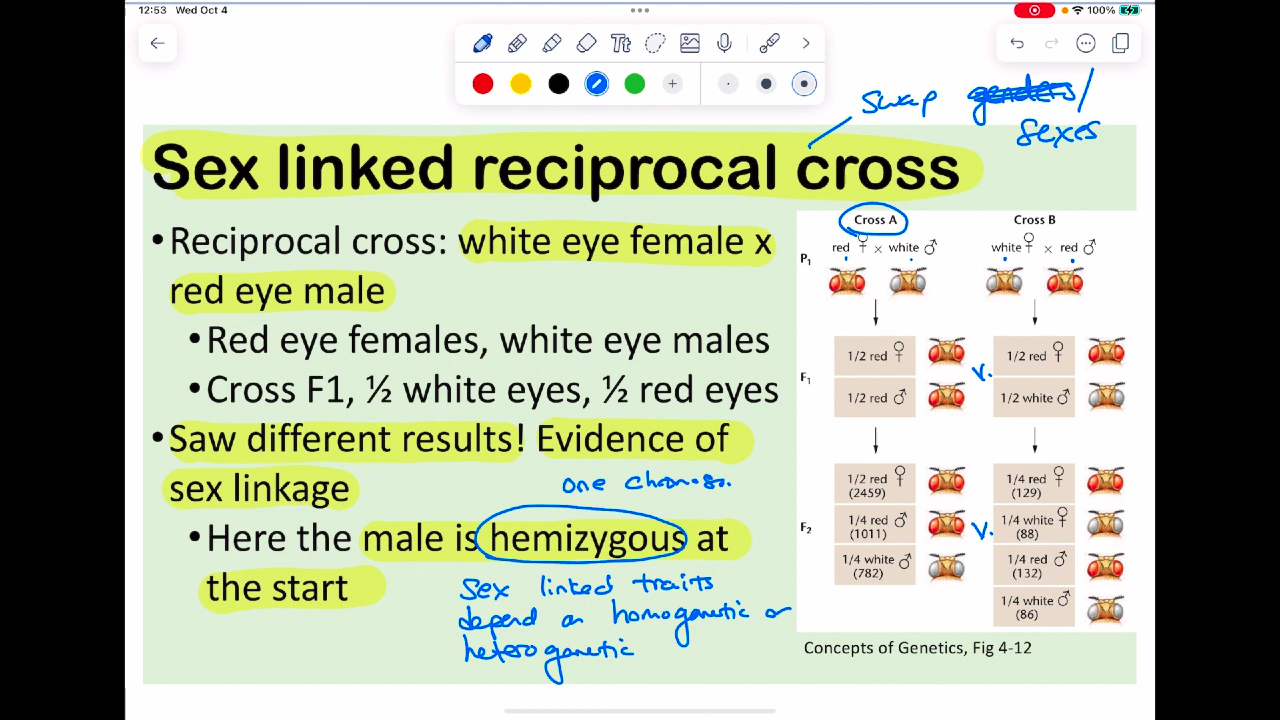 12:53 Wed Oct 4
100%
Tt
swap genders/
sexes
Sex linked reciprocal cross
•Reciprocal cross: white eye female x
red eye male
•Red eye females, white eye males
•Cross F1, ½ white eyes, ½ red eyes
•Saw different results! Evidence of
sex linkage
one chromoso.
•Here the male is hemizygous at
the start
sex linked traits
depend on homogametic or
heterogametic
Cross A Cross B
P1 red ♀ × white ♂ white ♀ × red ♂
F1 1/2 red ♀ v. 1/2 red ♀
1/2 red ♂ 1/2 white ♂
1/2 red ♀ (2459) 1/4 red ♀ (129)
F2 1/4 red ♂ (1011) v. 1/4 white ♀ (88)
1/4 white ♂ (782) 1/4 red ♂ (132)
1/4 white ♂ (86)
Concepts of Genetics, Fig 4-12